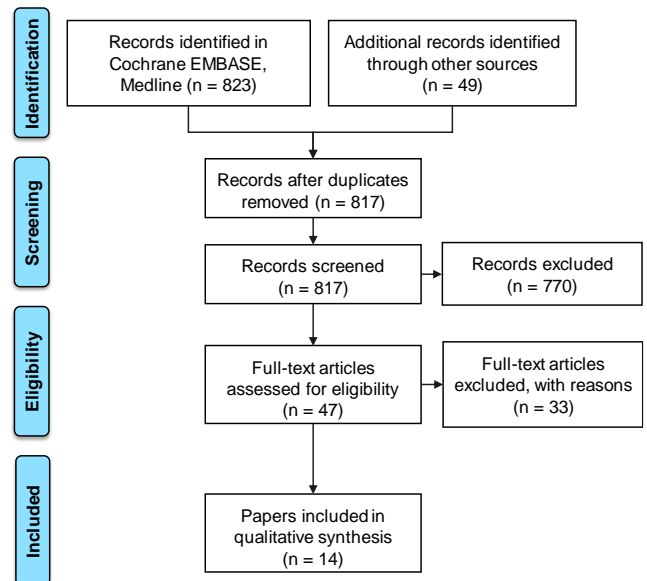 Identification
Records identified in
Cochrane EMBASE,
Medline (n = 823)
Additional records identified
through other sources
(n = 49)
Screening
Records after duplicates
removed (n = 817)
Records screened
(n = 817)
Records excluded
(n = 770)
Eligibility
Full-text articles
assessed for eligibility
(n = 47)
Full-text articles
excluded, with reasons
(n = 33)
Included
Papers included in
qualitative synthesis
(n = 14)